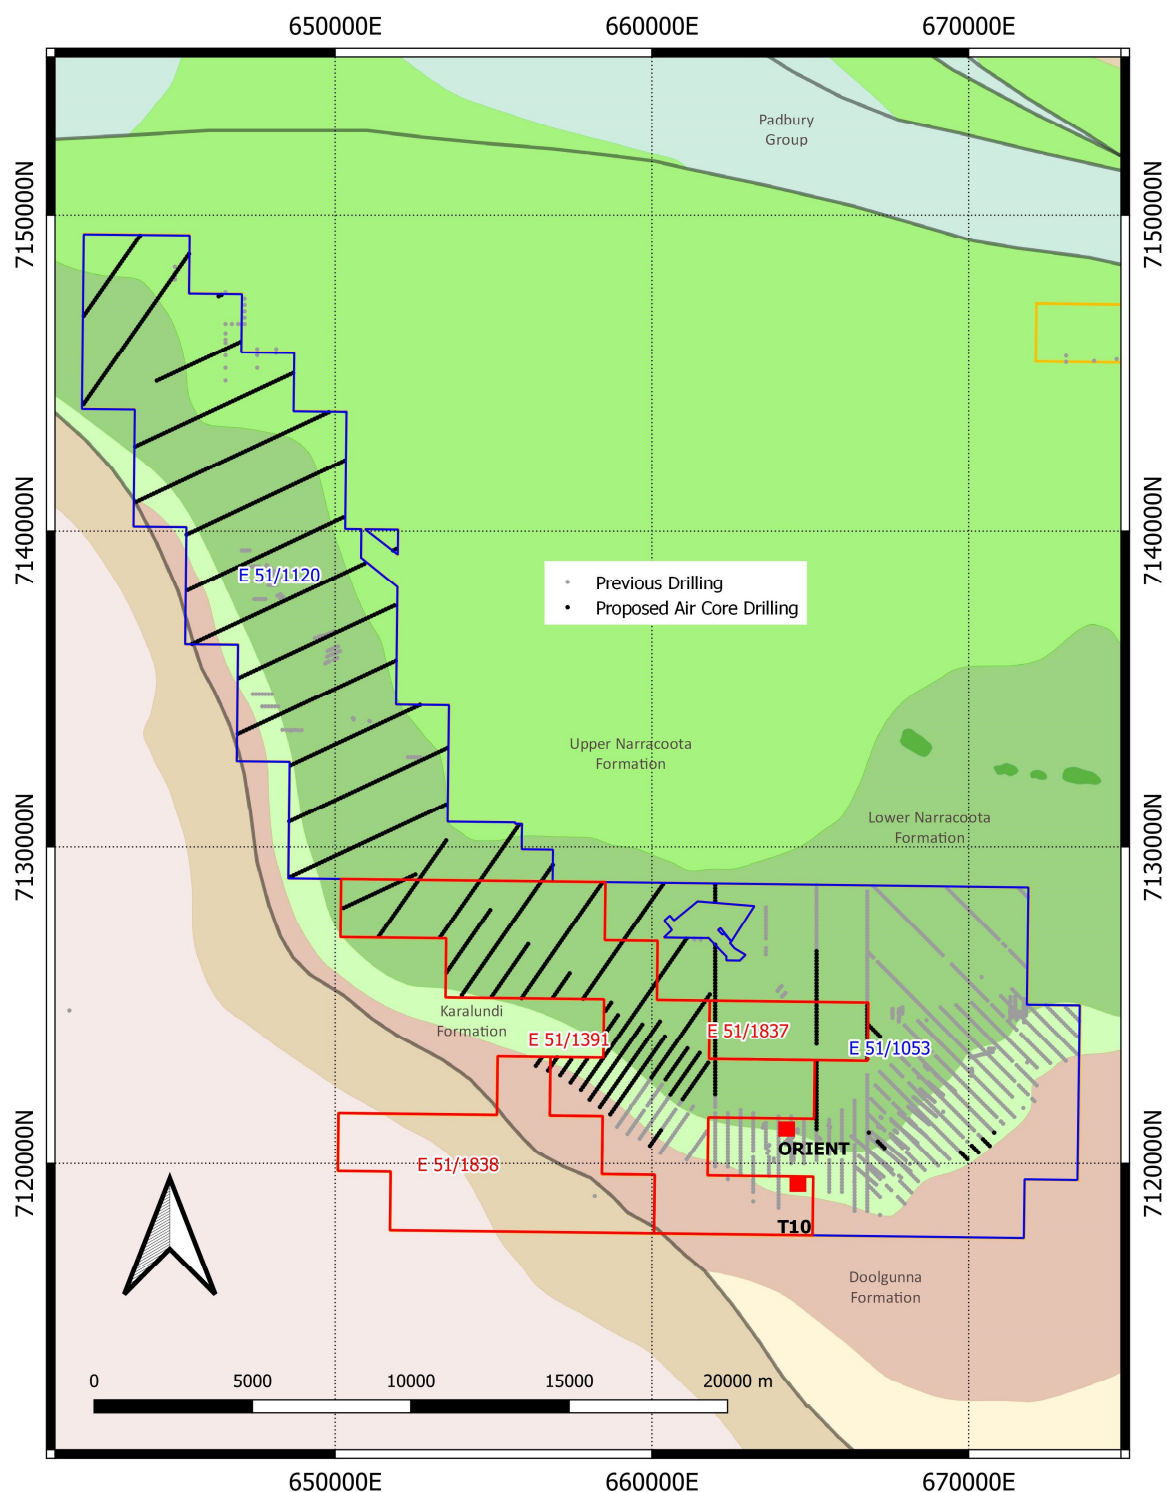 650000E
660000E
670000E
Padbury
Group
7150000N
7150000N
7140000N
7140000N
E 51/1120
Previous Drilling
Proposed Air Core Drilling
Upper Narracoota
Formation
Lower Narracoota
Formation
7130000N
7130000N
Karalundi
Formation
E 51/1391
E 51/1837
E 51/1053
ORIENT
E 51/1838
7120000N
7120000N
T10
Doolgunna
Formation
0
5000
10000
15000
20000 m
650000E
660000E
670000E